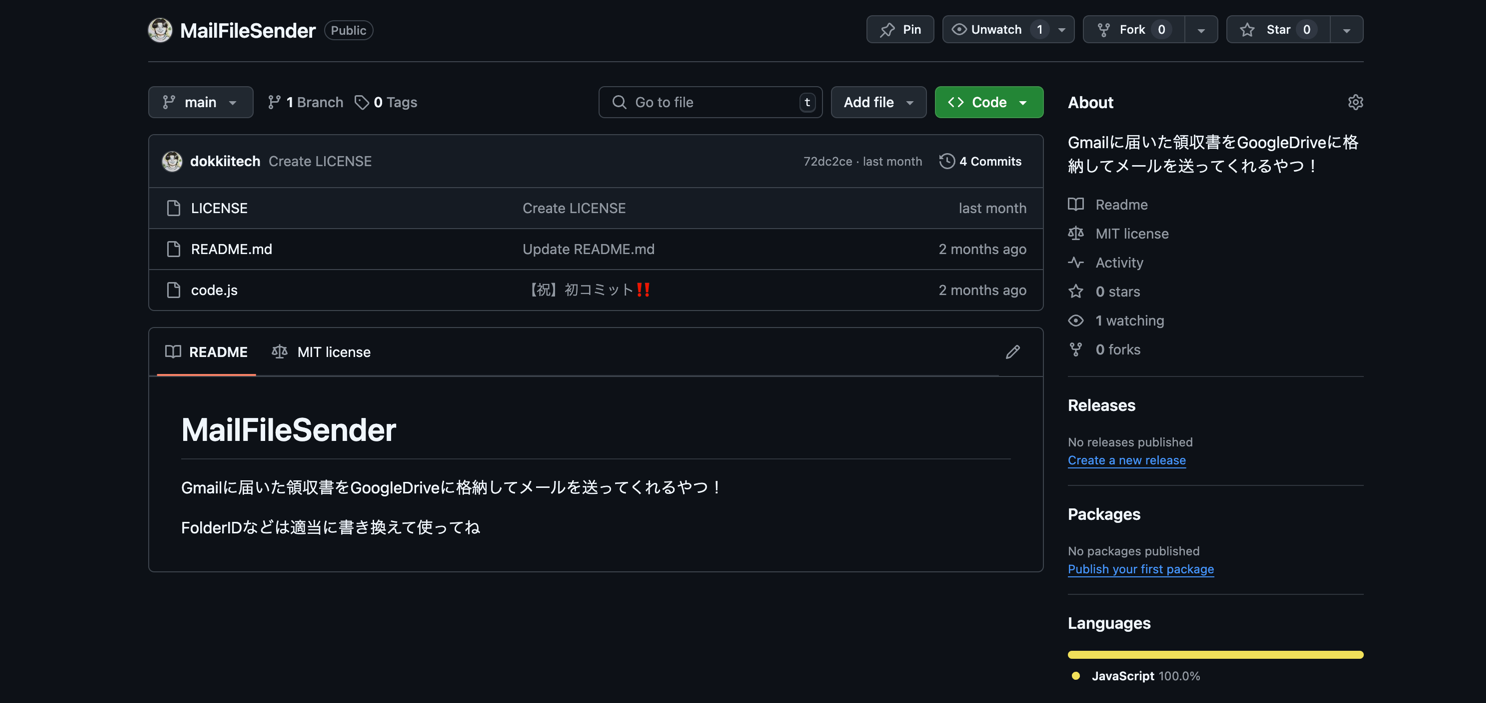 MailFileSender Public Pin Unwatch 1 Fork 0 Star 0
main 1 Branch 0 Tags Go to file t Add file Code
dokkiitech Create LICENSE 72dc2ce · last month 4 Commits
LICENSE Create LICENSE last month
README.md Update README.md 2 months ago
code.js 【祝】初コミット‼️ 2 months ago
README MIT license
MailFileSender
Gmailに届いた領収書をGoogleDriveに格納してメールを送ってくれるやつ！
FolderIDなどは適当に書き換えて使ってね
About
Gmailに届いた領収書をGoogleDriveに格
納してメールを送ってくれるやつ！
Readme
MIT license
Activity
0 stars
1 watching
0 forks
Releases
No releases published
Create a new release
Packages
No packages published
Publish your first package
Languages
JavaScript 100.0%